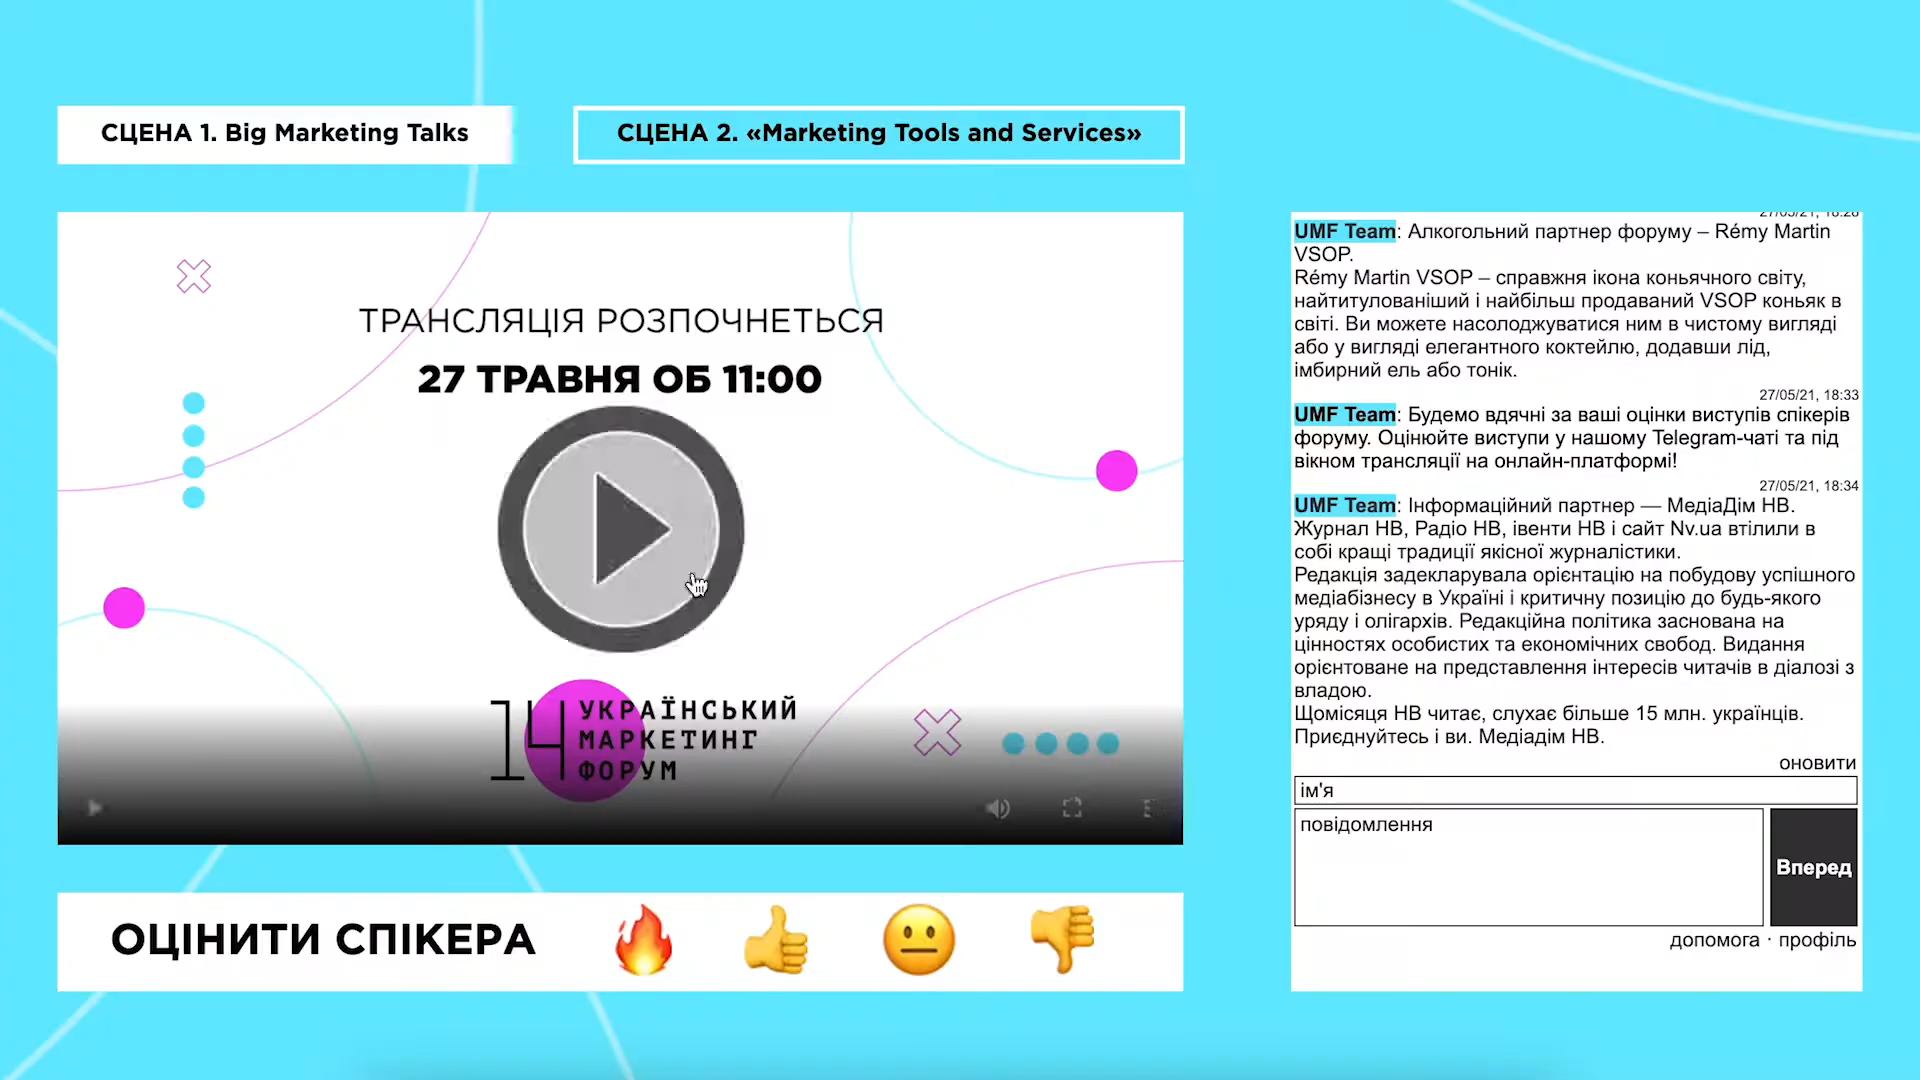 СЦЕНА 1. Big Marketing Talks
СЦЕНА 2. «Marketing Tools and Services»
ТРАНСЛЯЦІЯ РОЗПОЧНЕТЬСЯ
27 ТРАВНЯ ОБ 11:00
14 УКРАЇНСЬКИЙ
МАРКЕТИНГ
ФОРУМ
ОЦІНИТИ СПІКЕРА
27/05/21, 18:28
UMF Team: Алкогольний партнер форуму – Rémy Martin
VSOP.
Rémy Martin VSOP – справжня ікона коньячного світу,
найтитулованіший і найбільш продаваний VSOP коньяк в
світі. Ви можете насолоджуватися ним в чистому вигляді
або у вигляді елегантного коктейлю, додавши лід,
імбирний ель або тонік.
27/05/21, 18:33
UMF Team: Будемо вдячні за ваші оцінки виступів спікерів
форуму. Оцінюйте виступи у нашому Telegram-чаті та під
вікном трансляції на онлайн-платформі!
27/05/21, 18:34
UMF Team: Інформаційний партнер — МедіаДім НВ.
Журнал НВ, Радіо НВ, івенти НВ і сайт Nv.ua втілили в
собі кращі традиції якісної журналістики.
Редакція задекларувала орієнтацію на побудову успішного
медіабізнесу в Україні і критичну позицію до будь-якого
уряду і олігархів. Редакційна політика заснована на
цінностях особистих та економічних свобод. Видання
орієнтоване на представлення інтересів читачів в діалозі з
владою.
Щомісяця НВ читає, слухає більше 15 млн. українців.
Приєднуйтесь і ви. Медіадім НВ.
оновити
ім'я
повідомлення
Вперед
допомога · профіль